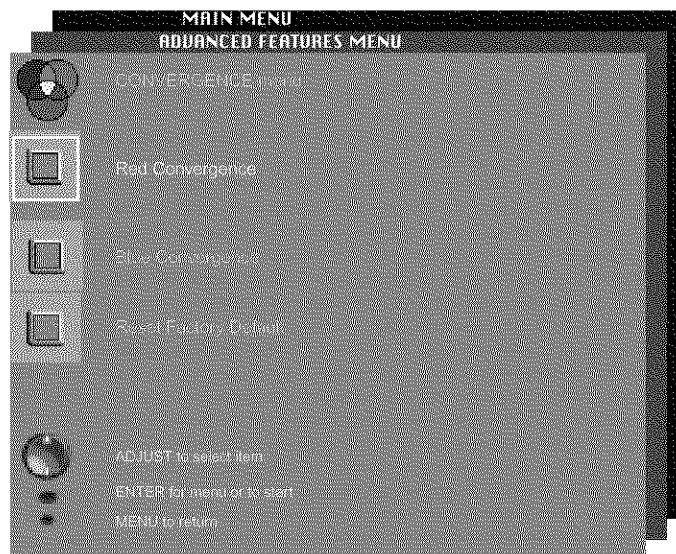 MAIN MENU
ADVANCED FEATURES MENU
CONVERGENCE
Red Convergence
Blue Convergence
Reset Factory Default
ADJUST to select item
ENTER for menu or to start
MENU to return